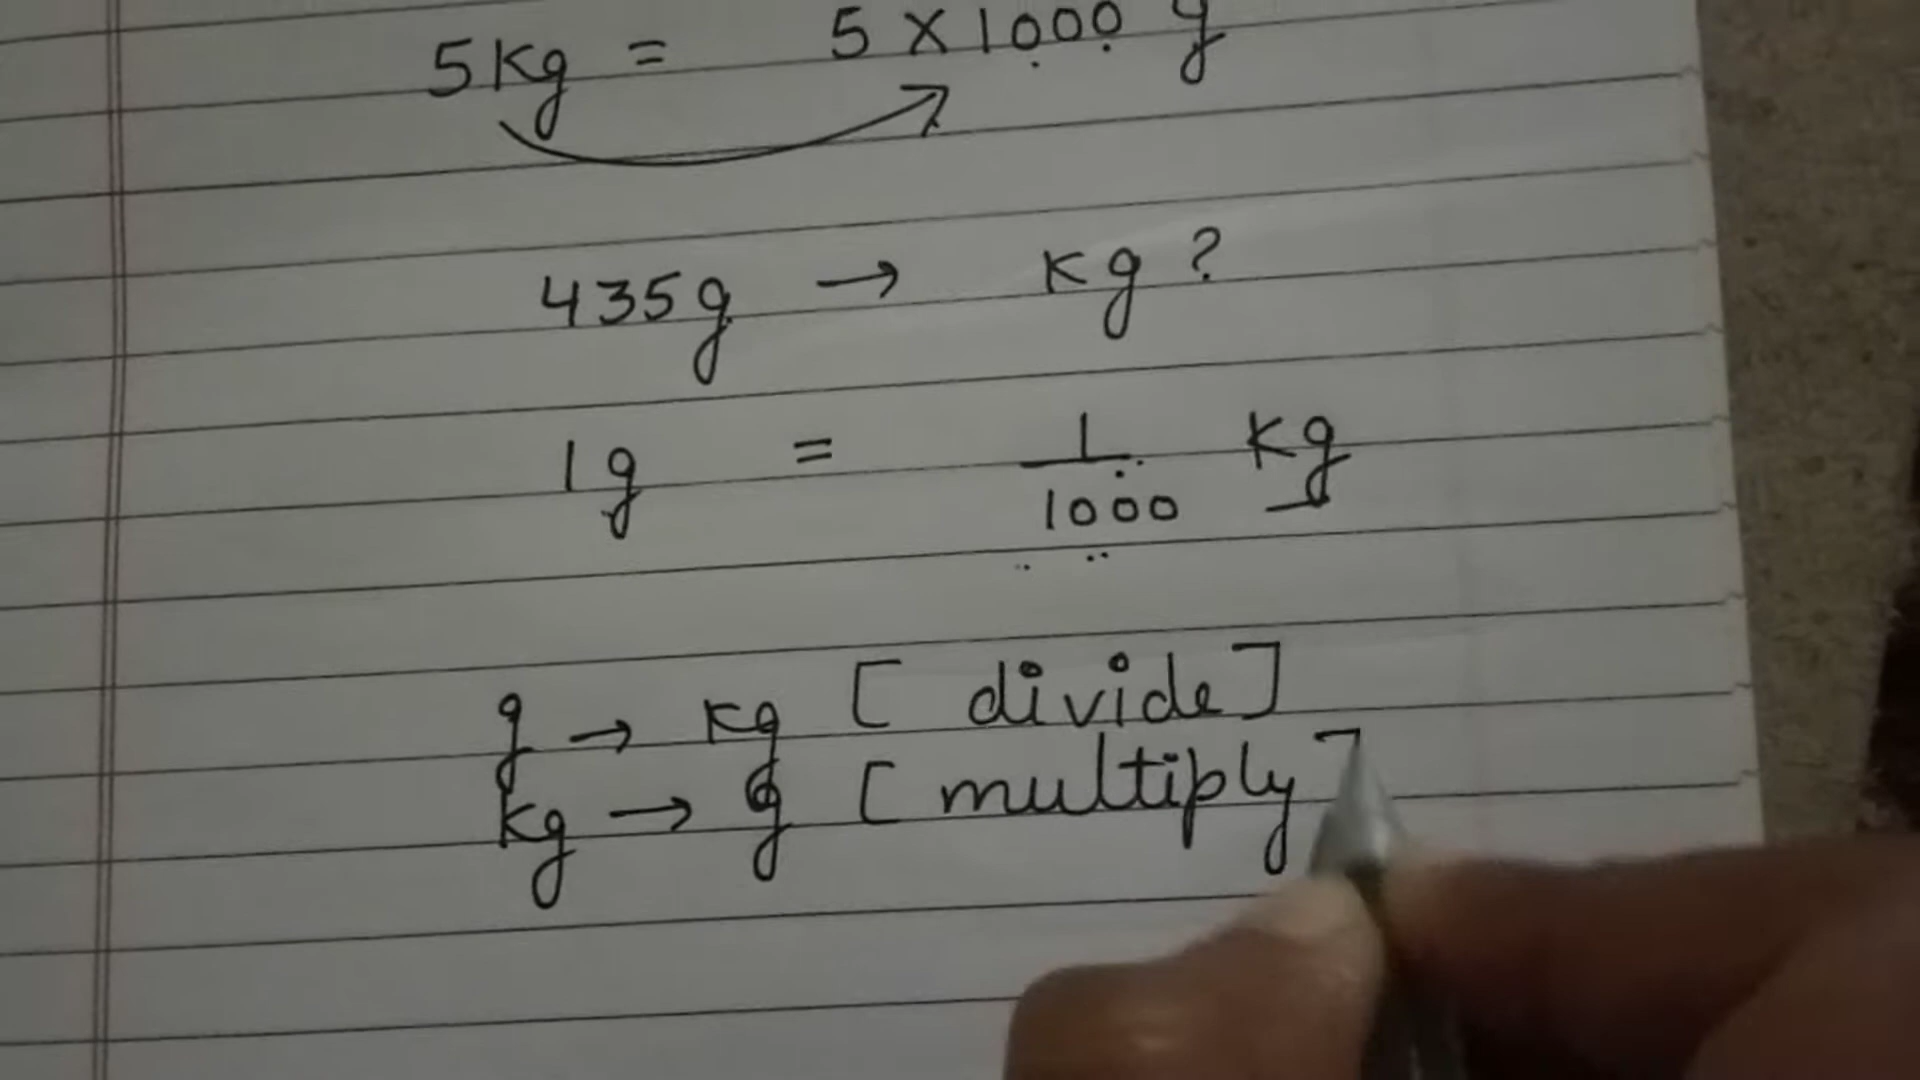 5kg = 5 × 1000 g
435g → kg ?
1g = 1/1000 kg
g → kg [ divide ]
kg → g [ multiply ]